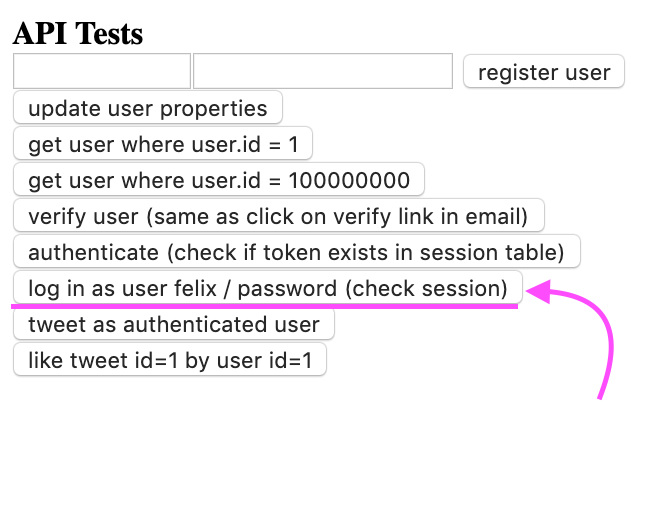 API Tests
register user
update user properties
get user where user.id = 1
get user where user.id = 100000000
verify user (same as click on verify link in email)
authenticate (check if token exists in session table)
log in as user felix / password (check session)
tweet as authenticated user
like tweet id=1 by user id=1